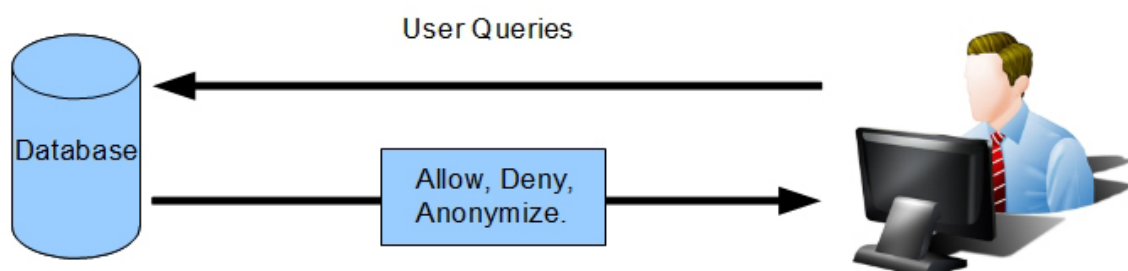 User Queries
Database
Allow, Deny,
Anonymize.